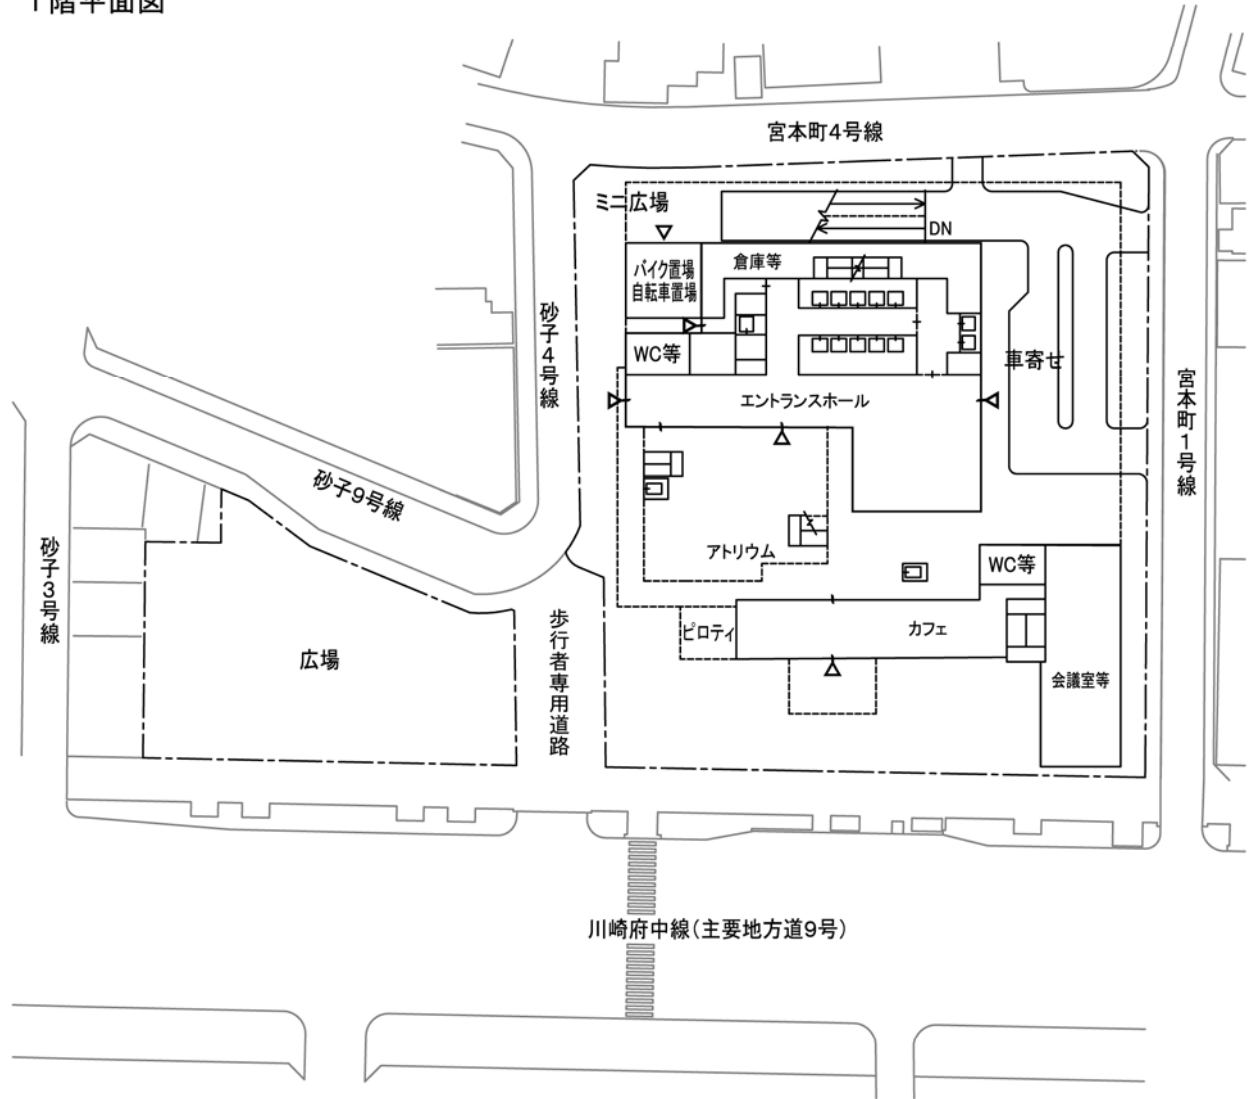 1階平面図
宮本町4号線
ミニ広場
DN
バイク置場
自転車置場
倉庫等
砂子4号線
WC等
車寄せ
エントランスホール
宮本町1号線
砂子9号線
砂子3号線
アトリウム
WC等
歩行者専用道路
ピロティ
カフェ
広場
会議室等
川崎府中線(主要地方道9号)